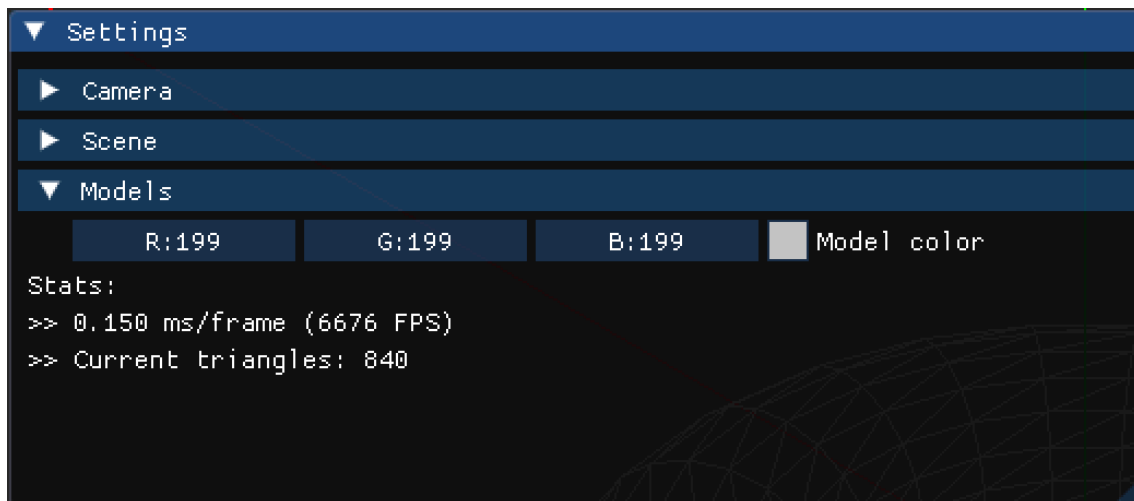 Settings
Camera
Scene
Models
R:199 G:199 B:199 Model color
Stats:
>> 0.150 ms/frame (6676 FPS)
>> Current triangles: 840